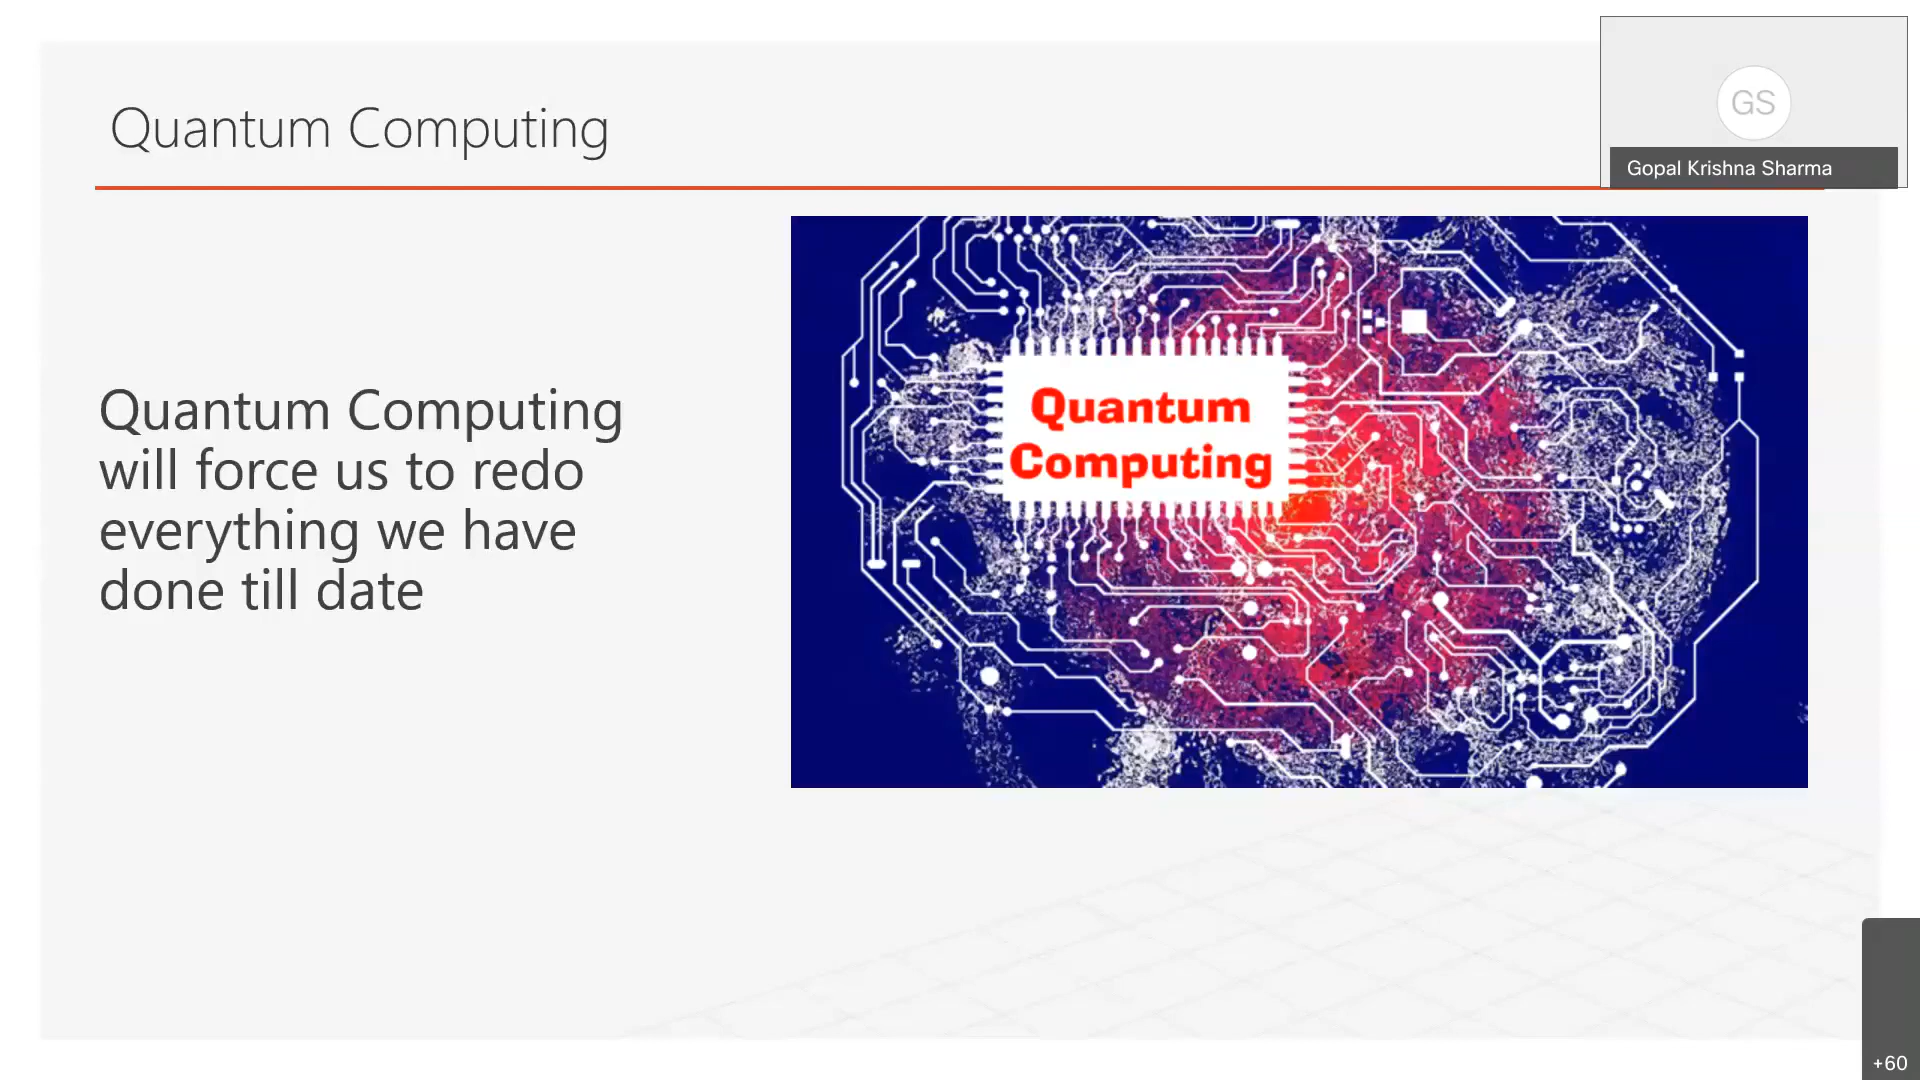 Quantum Computing
GS
Gopal Krishna Sharma
Quantum Computing
will force us to redo
everything we have
done till date
Quantum
Computing
+60